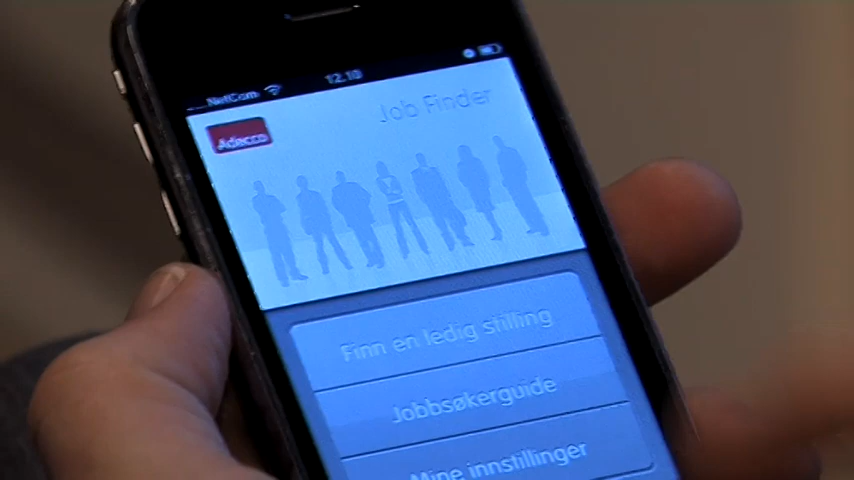 NetCom 12.10
Job Finder
Adecco
Finn en ledig stilling
Jobbsøkerguide
Mine innstillinger